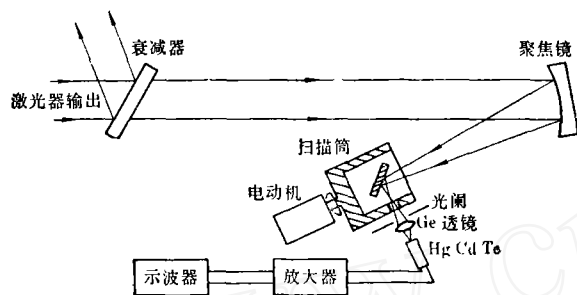 衰减器
聚焦镜
激光器输出
扫描筒
电动机
光阑
Ge 透镜
Hg Cd Te
示波器
放大器